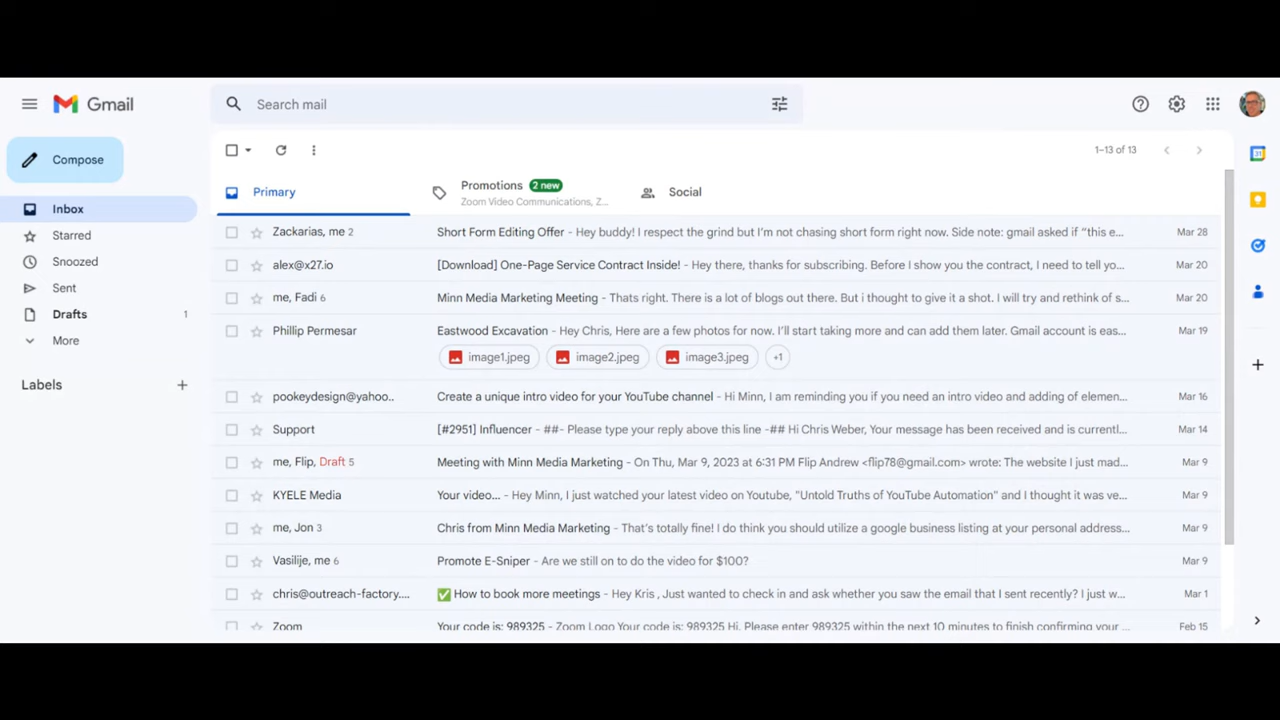 Gmail
Search mail
Compose
1–13 of 13
Inbox
Starred
Snoozed
Sent
Drafts 1
More
Labels
Primary
Promotions 2 new
Zoom Video Communications, Z...
Social
Zackarias, me 2 Short Form Editing Offer - Hey buddy! I respect the grind but I'm not chasing short form right now. Side note: gmail asked if “this e... Mar 28
alex@x27.io [Download] One-Page Service Contract Inside! - Hey there, thanks for subscribing. Before I show you the contract, I need to tell yo... Mar 20
me, Fadi 6 Minn Media Marketing Meeting - Thats right. There is a lot of blogs out there. But i thought to give it a shot. I will try and rethink of s... Mar 20
Phillip Permesar Eastwood Excavation - Hey Chris, Here are a few photos for now. I'll start taking more and can add them later. Gmail account is eas... Mar 19
image1.jpeg image2.jpeg image3.jpeg +1
pookeydesign@yahoo.. Create a unique intro video for your YouTube channel - Hi Minn, I am reminding you if you need an intro video and adding of elemen... Mar 16
Support [#2951] Influencer - ##- Please type your reply above this line -## Hi Chris Weber, Your message has been received and is currentl... Mar 14
me, Flip, Draft 5 Meeting with Minn Media Marketing - On Thu, Mar 9, 2023 at 6:31 PM Flip Andrew <flip78@gmail.com> wrote: The website I just mad... Mar 9
KYELE Media Your video... - Hey Minn, I just watched your latest video on Youtube, "Untold Truths of YouTube Automation" and I thought it was ve... Mar 9
me, Jon 3 Chris from Minn Media Marketing - That's totally fine! I do think you should utilize a google business listing at your personal address... Mar 9
Vasilije, me 6 Promote E-Sniper - Are we still on to do the video for $100? Mar 9
chris@outreach-factory.... ✅ How to book more meetings - Hey Kris , Just wanted to check in and ask whether you saw the email that I sent recently? I just w... Mar 1
Zoom Your code is: 989325 - Zoom Logo Your code is: 989325 Hi, Please enter 989325 within the next 10 minutes to finish confirming your ... Feb 15